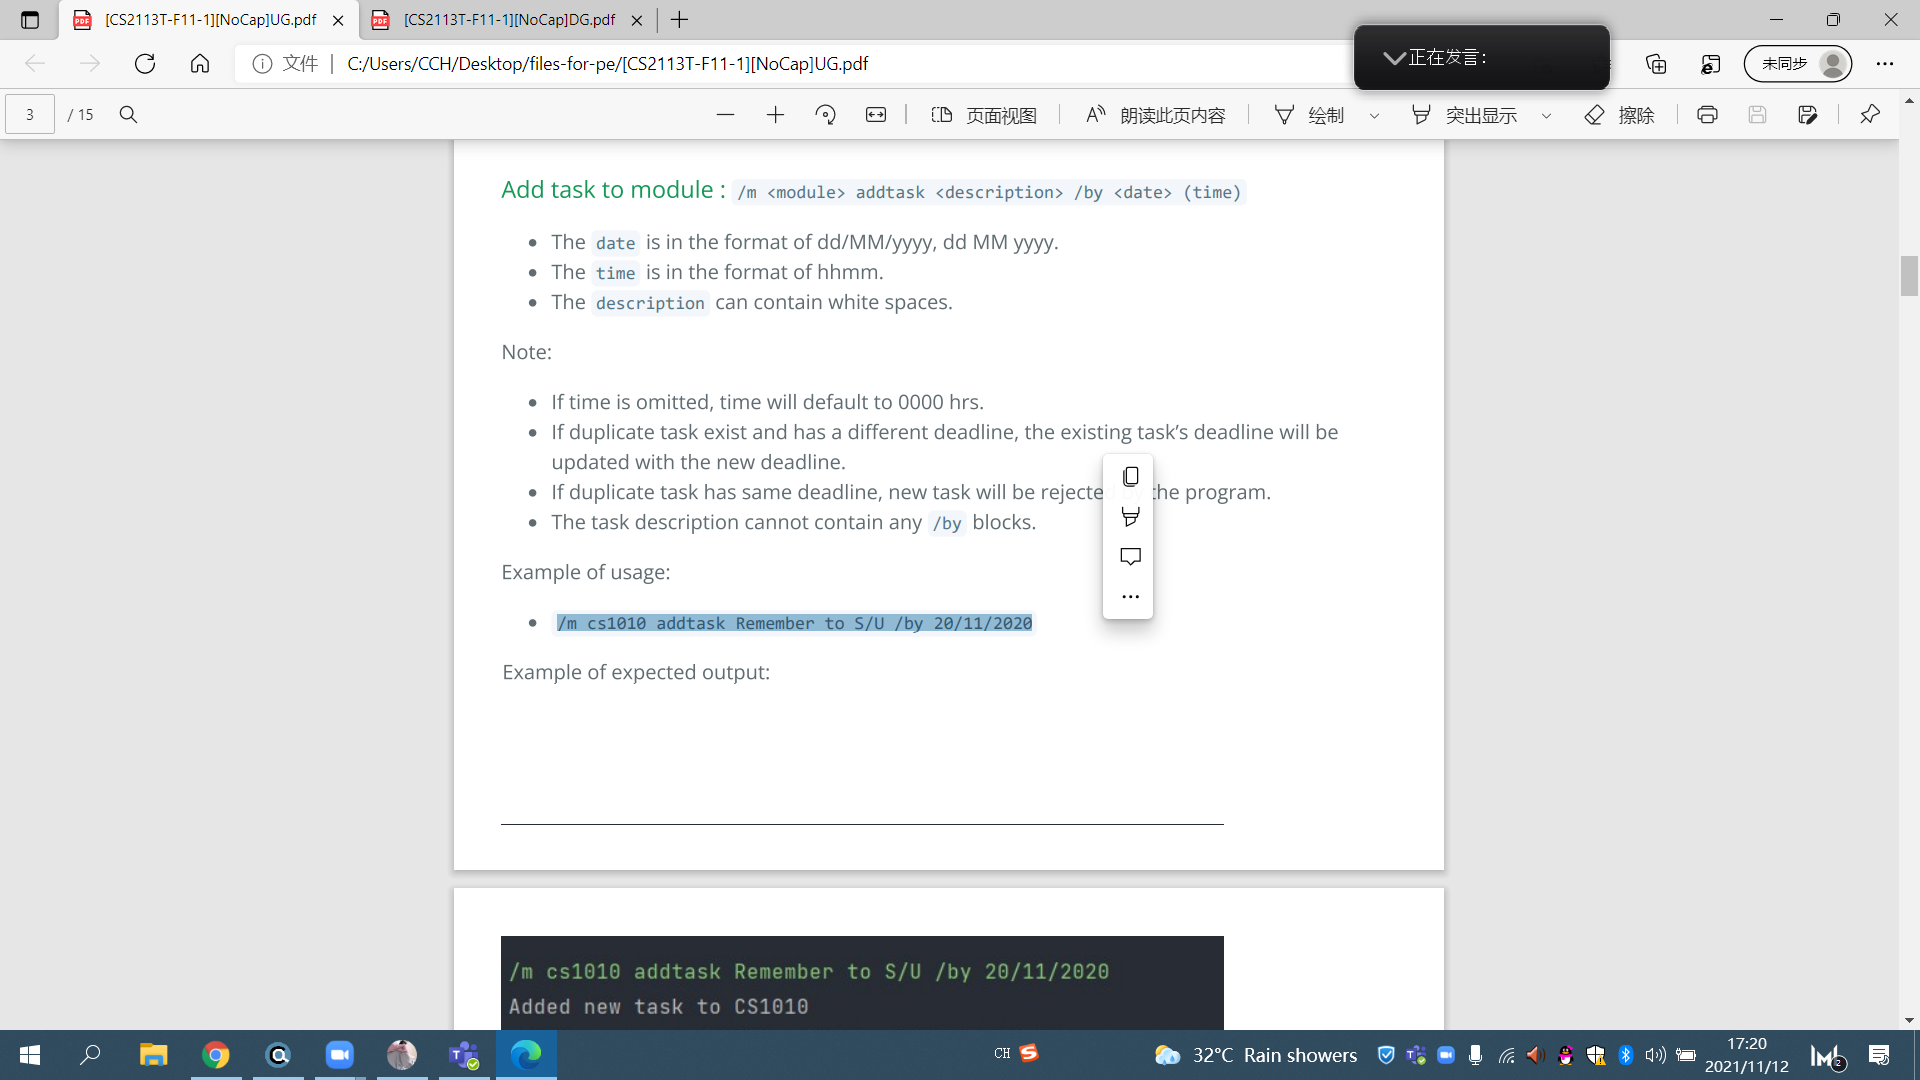 [CS2113T-F11-1][NoCap]UG.pdf
[CS2113T-F11-1][NoCap]DG.pdf
文件
C:/Users/CCH/Desktop/files-for-pe/[CS2113T-F11-1][NoCap]UG.pdf
正在发言:
未同步
3
/ 15
页面视图
朗读此页内容
绘制
突出显示
擦除
Add task to module : /m <module> addtask <description> /by <date> (time)
The date is in the format of dd/MM/yyyy, dd MM yyyy.
The time is in the format of hhmm.
The description can contain white spaces.
Note:
If time is omitted, time will default to 0000 hrs.
If duplicate task exist and has a different deadline, the existing task’s deadline will be
updated with the new deadline.
If duplicate task has same deadline, new task will be rejected by the program.
The task description cannot contain any /by blocks.
Example of usage:
/m cs1010 addtask Remember to S/U /by 20/11/2020
Example of expected output:
/m cs1010 addtask Remember to S/U /by 20/11/2020
Added new task to CS1010
CH
32°C Rain showers
17:20
2021/11/12
2